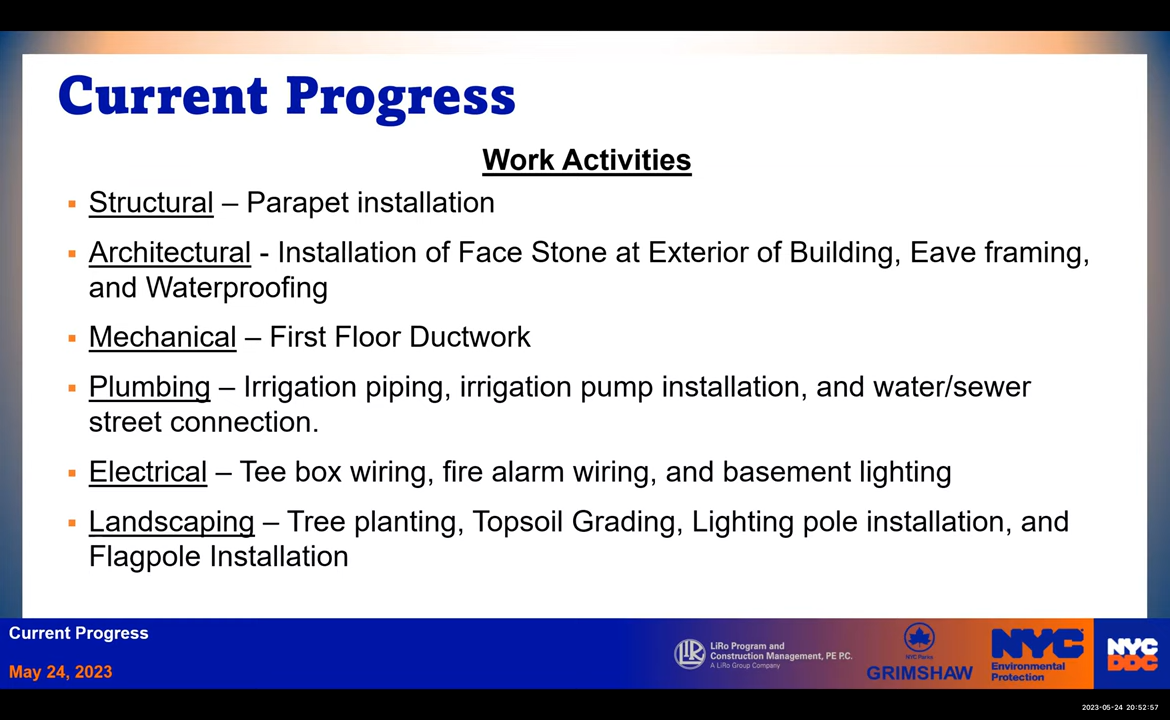 Current Progress
Work Activities
▪ Structural – Parapet installation
▪ Architectural - Installation of Face Stone at Exterior of Building, Eave framing,
and Waterproofing
▪ Mechanical – First Floor Ductwork
▪ Plumbing – Irrigation piping, irrigation pump installation, and water/sewer
street connection.
▪ Electrical – Tee box wiring, fire alarm wiring, and basement lighting
▪ Landscaping – Tree planting, Topsoil Grading, Lighting pole installation, and
Flagpole Installation
Current Progress
May 24, 2023
LiRo Program and
Construction Management, PE P.C.
A LiRo Group Company
NYC Parks
GRIMSHAW
NYC
Environmental
Protection
NYC
DDC
2023-05-24 20:52:57